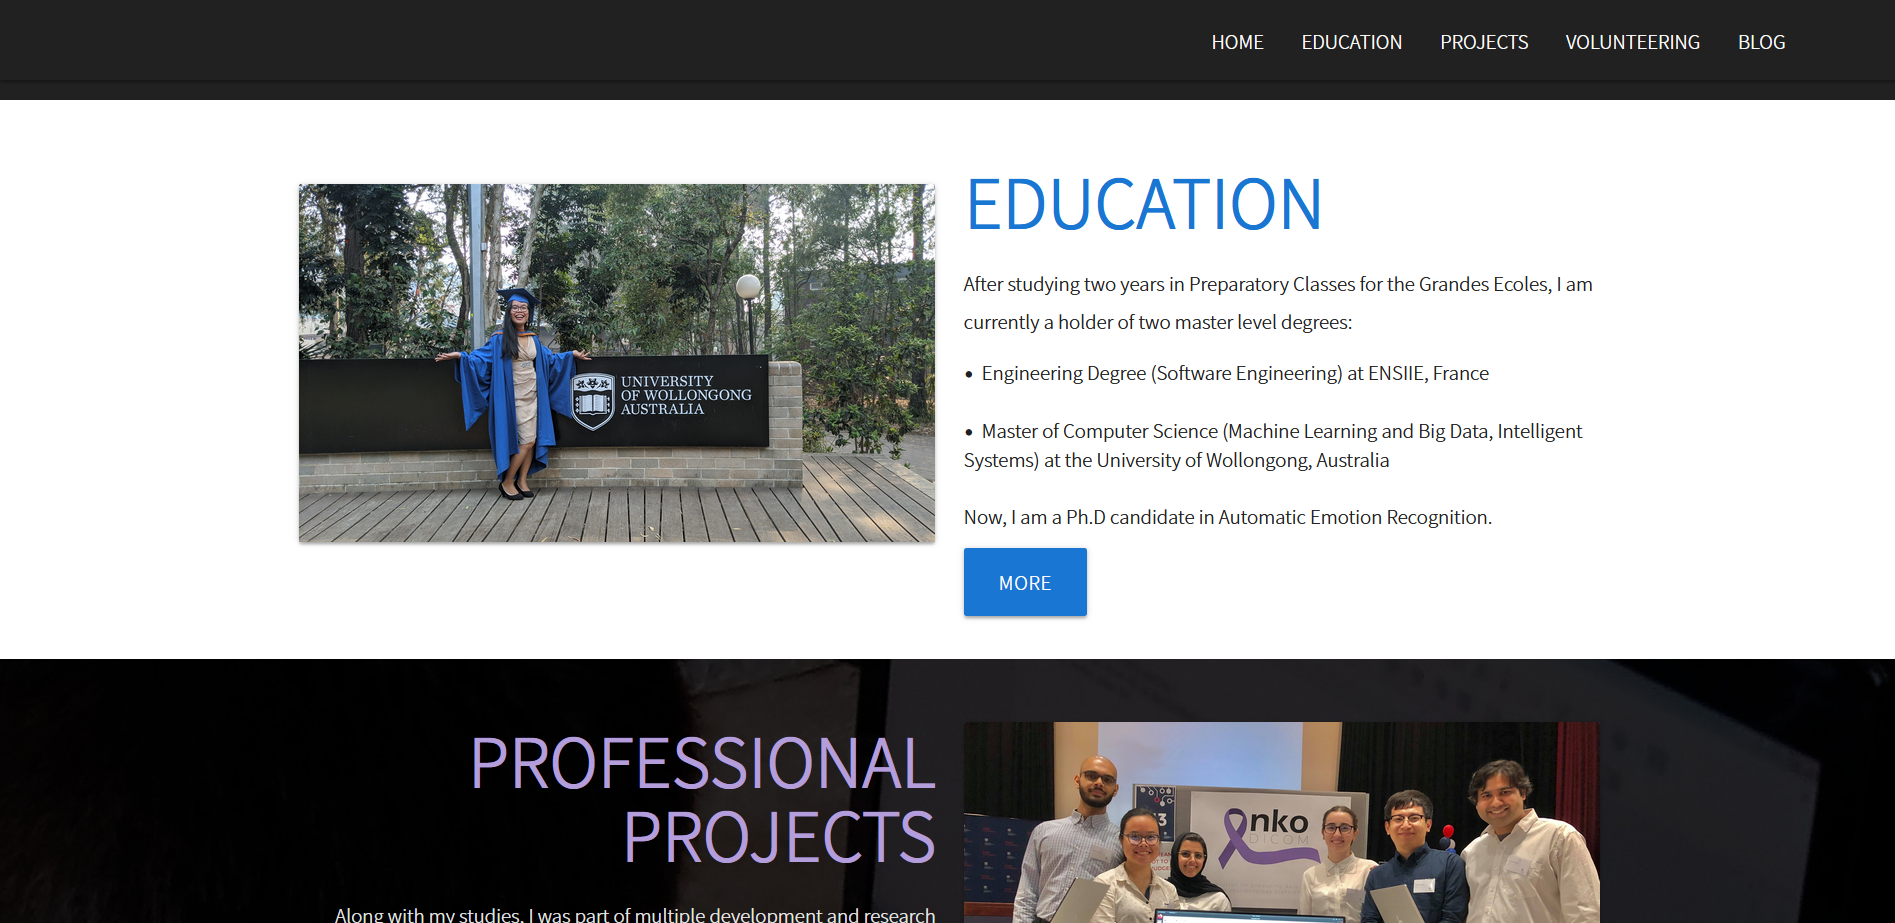 HOME EDUCATION PROJECTS VOLUNTEERING BLOG
UNIVERSITY
OF WOLLONGONG
AUSTRALIA
EDUCATION
After studying two years in Preparatory Classes for the Grandes Ecoles, I am
currently a holder of two master level degrees:
• Engineering Degree (Software Engineering) at ENSIIE, France
• Master of Computer Science (Machine Learning and Big Data, Intelligent
Systems) at the University of Wollongong, Australia
Now, I am a Ph.D candidate in Automatic Emotion Recognition.
MORE
PROFESSIONAL
PROJECTS
Along with my studies, I was part of multiple development and research
nko
DICOM